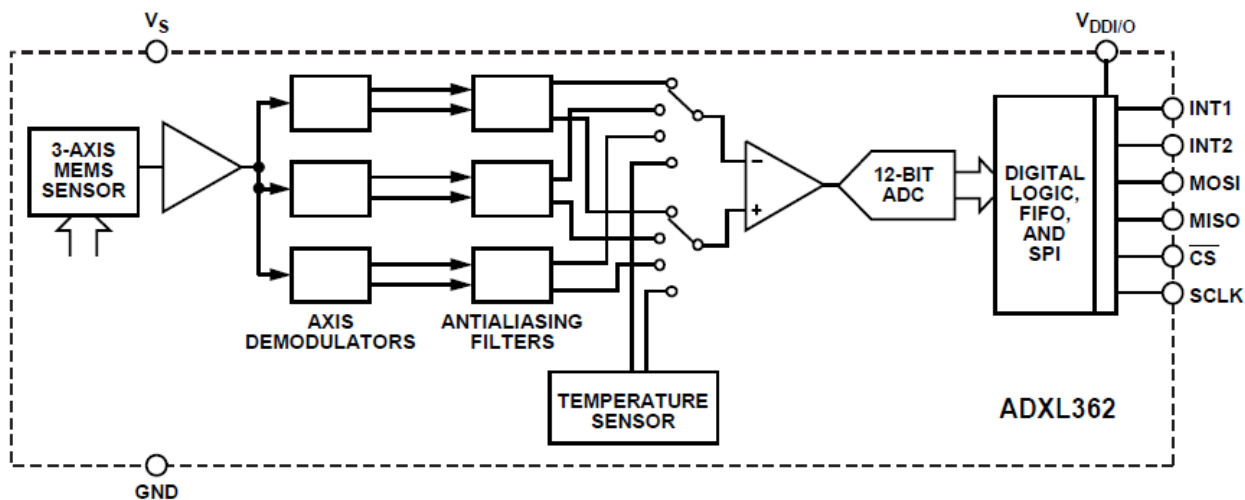 VS
VDDI/O
3-AXIS
MEMS
SENSOR
AXIS
DEMODULATORS
ANTIALIASING
FILTERS
TEMPERATURE
SENSOR
−
+
12-BIT
ADC
DIGITAL
LOGIC,
FIFO,
AND
SPI
INT1
INT2
MOSI
MISO
C̅S̅
SCLK
ADXL362
GND